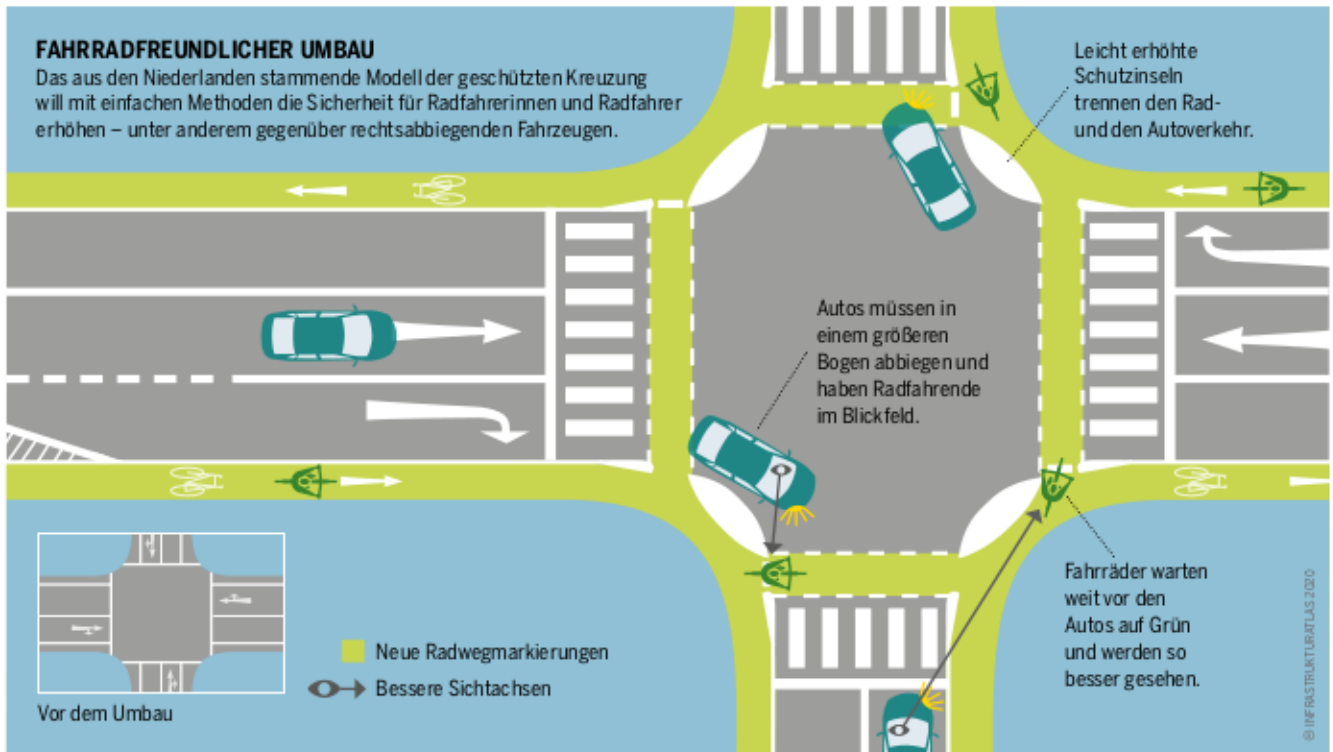 FAHRRADFREUNDLICHER UMBAU
Das aus den Niederlanden stammende Modell der geschützten Kreuzung
will mit einfachen Methoden die Sicherheit für Radfahrerinnen und Radfahrer
erhöhen – unter anderem gegenüber rechtsabbiegenden Fahrzeugen.
Leicht erhöhte
Schutzinseln
trennen den Rad-
und den Autoverkehr.
Autos müssen in
einem größeren
Bogen abbiegen und
haben Radfahrende
im Blickfeld.
Fahrräder warten
weit vor den
Autos auf Grün
und werden so
besser gesehen.
Neue Radwegmarkierungen
Bessere Sichtachsen
Vor dem Umbau
© INFRASTRUKTURATLAS 2020